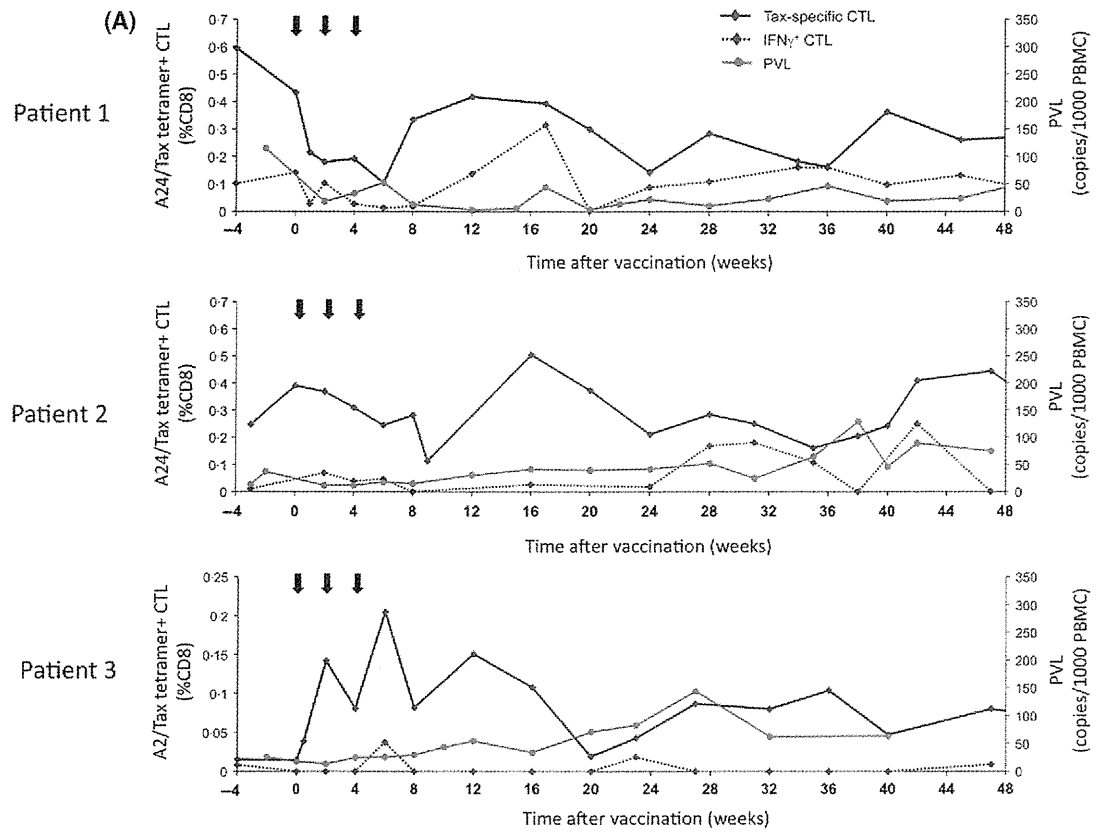 (A)
Tax-specific CTL
IFNγ+ CTL
PVL
Patient 1
A24/Tax tetramer+ CTL
(%CD8)
0·7
0·6
0·5
0·4
0·3
0·2
0·1
0
350
300
250
200
150
100
50
0
PVL
(copies/1000 PBMC)
–4 0 4 8 12 16 20 24 28 32 36 40 44 48
Time after vaccination (weeks)
Patient 2
A24/Tax tetramer+ CTL
(%CD8)
0·7
0·6
0·5
0·4
0·3
0·2
0·1
0
350
300
250
200
150
100
50
0
PVL
(copies/1000 PBMC)
–4 0 4 8 12 16 20 24 28 32 36 40 44 48
Time after vaccination (weeks)
Patient 3
A2/Tax tetramer+ CTL
(%CD8)
0·25
0·2
0·15
0·1
0·05
0
350
300
250
200
150
100
50
0
PVL
(copies/1000 PBMC)
–4 0 4 8 12 16 20 24 28 32 36 40 44 48
Time after vaccination (weeks)